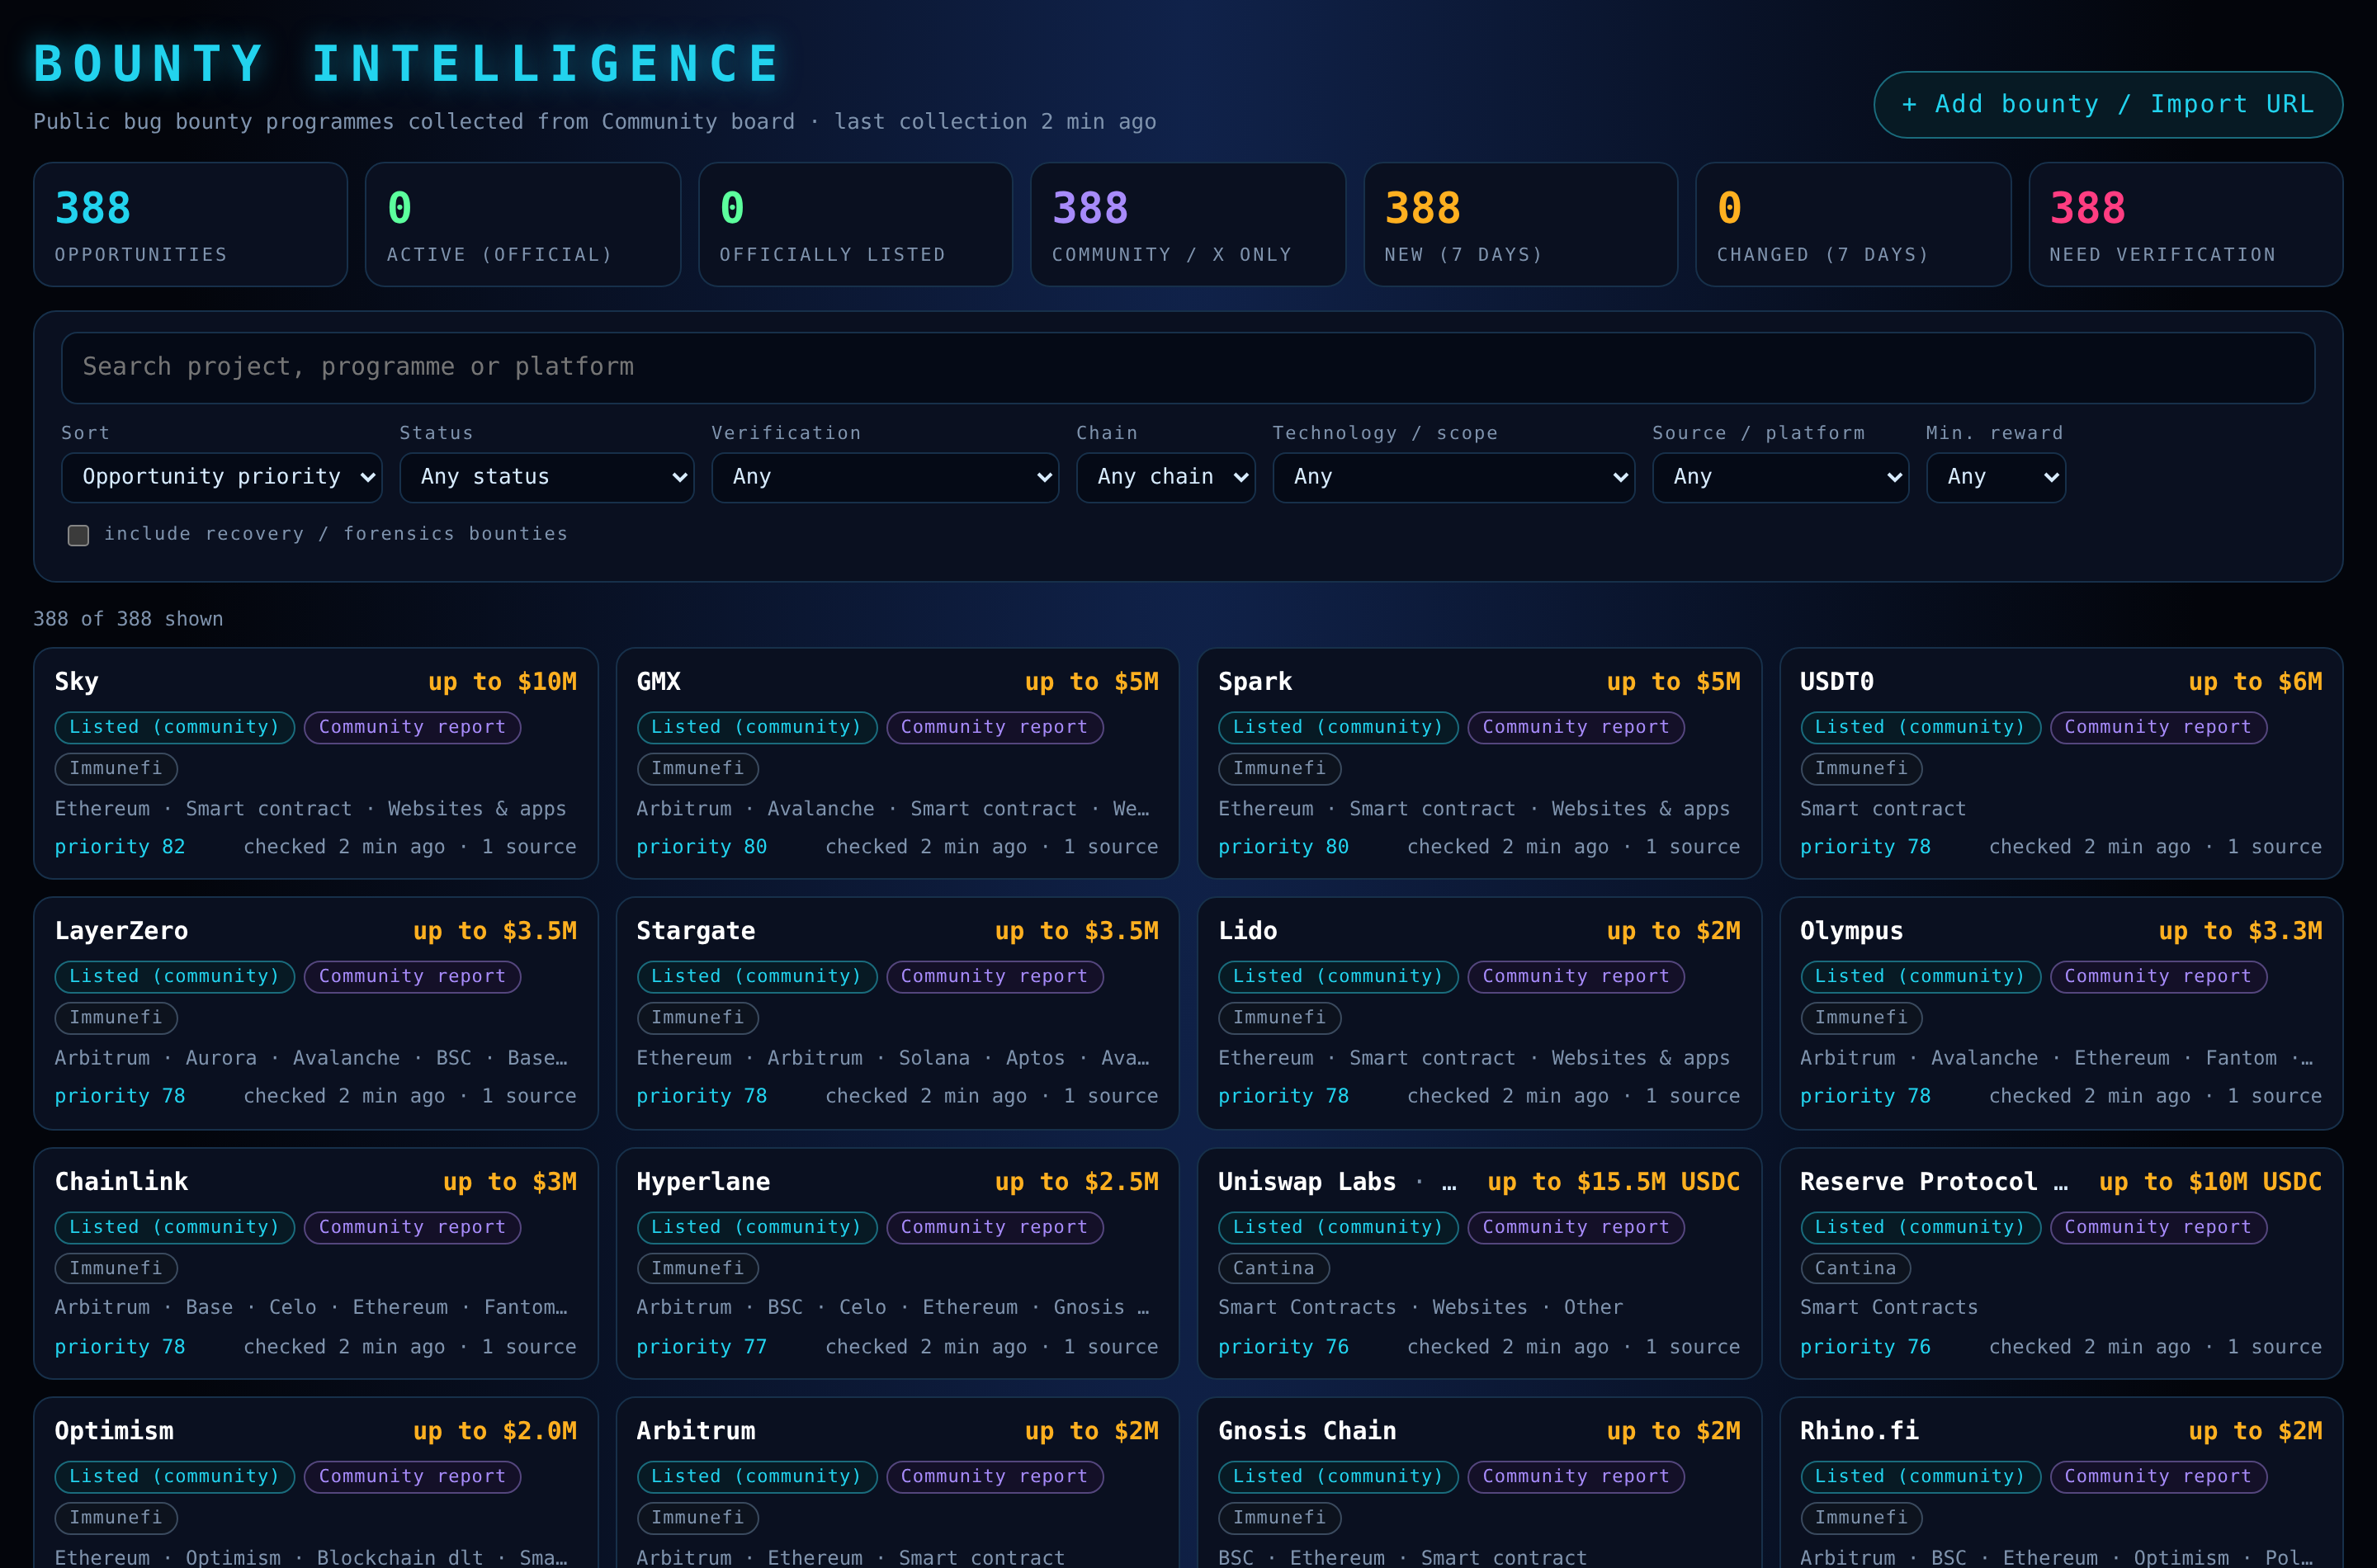 BOUNTY INTELLIGENCE
Public bug bounty programmes collected from Community board · last collection 2 min ago
+ Add bounty / Import URL
388
OPPORTUNITIES
0
ACTIVE (OFFICIAL)
0
OFFICIALLY LISTED
388
COMMUNITY / X ONLY
388
NEW (7 DAYS)
0
CHANGED (7 DAYS)
388
NEED VERIFICATION
Search project, programme or platform
Sort
Opportunity priority
Status
Any status
Verification
Any
Chain
Any chain
Technology / scope
Any
Source / platform
Any
Min. reward
Any
include recovery / forensics bounties
388 of 388 shown
Sky up to $10M
Listed (community) Community report
Immunefi
Ethereum · Smart contract · Websites & apps
priority 82 checked 2 min ago · 1 source
GMX up to $5M
Listed (community) Community report
Immunefi
Arbitrum · Avalanche · Smart contract · We…
priority 80 checked 2 min ago · 1 source
Spark up to $5M
Listed (community) Community report
Immunefi
Ethereum · Smart contract · Websites & apps
priority 80 checked 2 min ago · 1 source
USDT0 up to $6M
Listed (community) Community report
Immunefi
Smart contract
priority 78 checked 2 min ago · 1 source
LayerZero up to $3.5M
Listed (community) Community report
Immunefi
Arbitrum · Aurora · Avalanche · BSC · Base…
priority 78 checked 2 min ago · 1 source
Stargate up to $3.5M
Listed (community) Community report
Immunefi
Ethereum · Arbitrum · Solana · Aptos · Ava…
priority 78 checked 2 min ago · 1 source
Lido up to $2M
Listed (community) Community report
Immunefi
Ethereum · Smart contract · Websites & apps
priority 78 checked 2 min ago · 1 source
Olympus up to $3.3M
Listed (community) Community report
Immunefi
Arbitrum · Avalanche · Ethereum · Fantom ·…
priority 78 checked 2 min ago · 1 source
Chainlink up to $3M
Listed (community) Community report
Immunefi
Arbitrum · Base · Celo · Ethereum · Fantom…
priority 78 checked 2 min ago · 1 source
Hyperlane up to $2.5M
Listed (community) Community report
Immunefi
Arbitrum · BSC · Celo · Ethereum · Gnosis …
priority 77 checked 2 min ago · 1 source
Uniswap Labs · … up to $15.5M USDC
Listed (community) Community report
Cantina
Smart Contracts · Websites · Other
priority 76 checked 2 min ago · 1 source
Reserve Protocol … up to $10M USDC
Listed (community) Community report
Cantina
Smart Contracts
priority 76 checked 2 min ago · 1 source
Optimism up to $2.0M
Listed (community) Community report
Immunefi
Ethereum · Optimism · Blockchain dlt · Sma…
Arbitrum up to $2M
Listed (community) Community report
Immunefi
Arbitrum · Ethereum · Smart contract
Gnosis Chain up to $2M
Listed (community) Community report
Immunefi
BSC · Ethereum · Smart contract
Rhino.fi up to $2M
Listed (community) Community report
Immunefi
Arbitrum · BSC · Ethereum · Optimism · Pol…